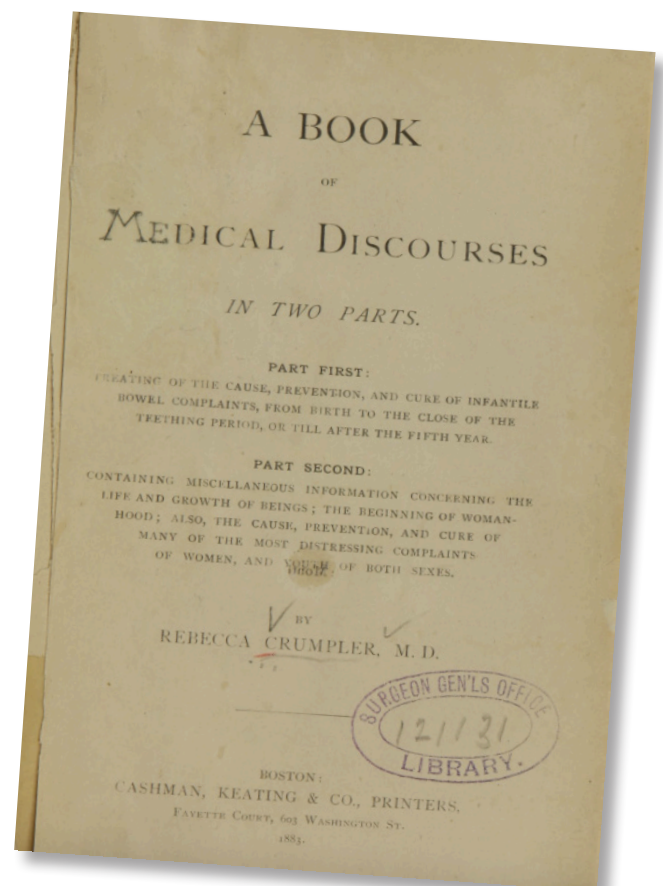 A BOOK
OF
MEDICAL DISCOURSES
IN TWO PARTS.
PART FIRST:
TREATING OF THE CAUSE, PREVENTION, AND CURE OF INFANTILE
BOWEL COMPLAINTS, FROM BIRTH TO THE CLOSE OF THE
TEETHING PERIOD, OR TILL AFTER THE FIFTH YEAR.
PART SECOND:
CONTAINING MISCELLANEOUS INFORMATION CONCERNING THE
LIFE AND GROWTH OF BEINGS; THE BEGINNING OF WOMAN-
HOOD; ALSO, THE CAUSE, PREVENTION, AND CURE OF
MANY OF THE MOST DISTRESSING COMPLAINTS
OF WOMEN, AND YOUTH OF BOTH SEXES.
BY
REBECCA CRUMPLER, M. D.
SURGEON GEN'LS OFFICE
121131
LIBRARY.
BOSTON:
CASHMAN, KEATING & CO., PRINTERS,
FAYETTE COURT, 603 WASHINGTON ST.
1883.